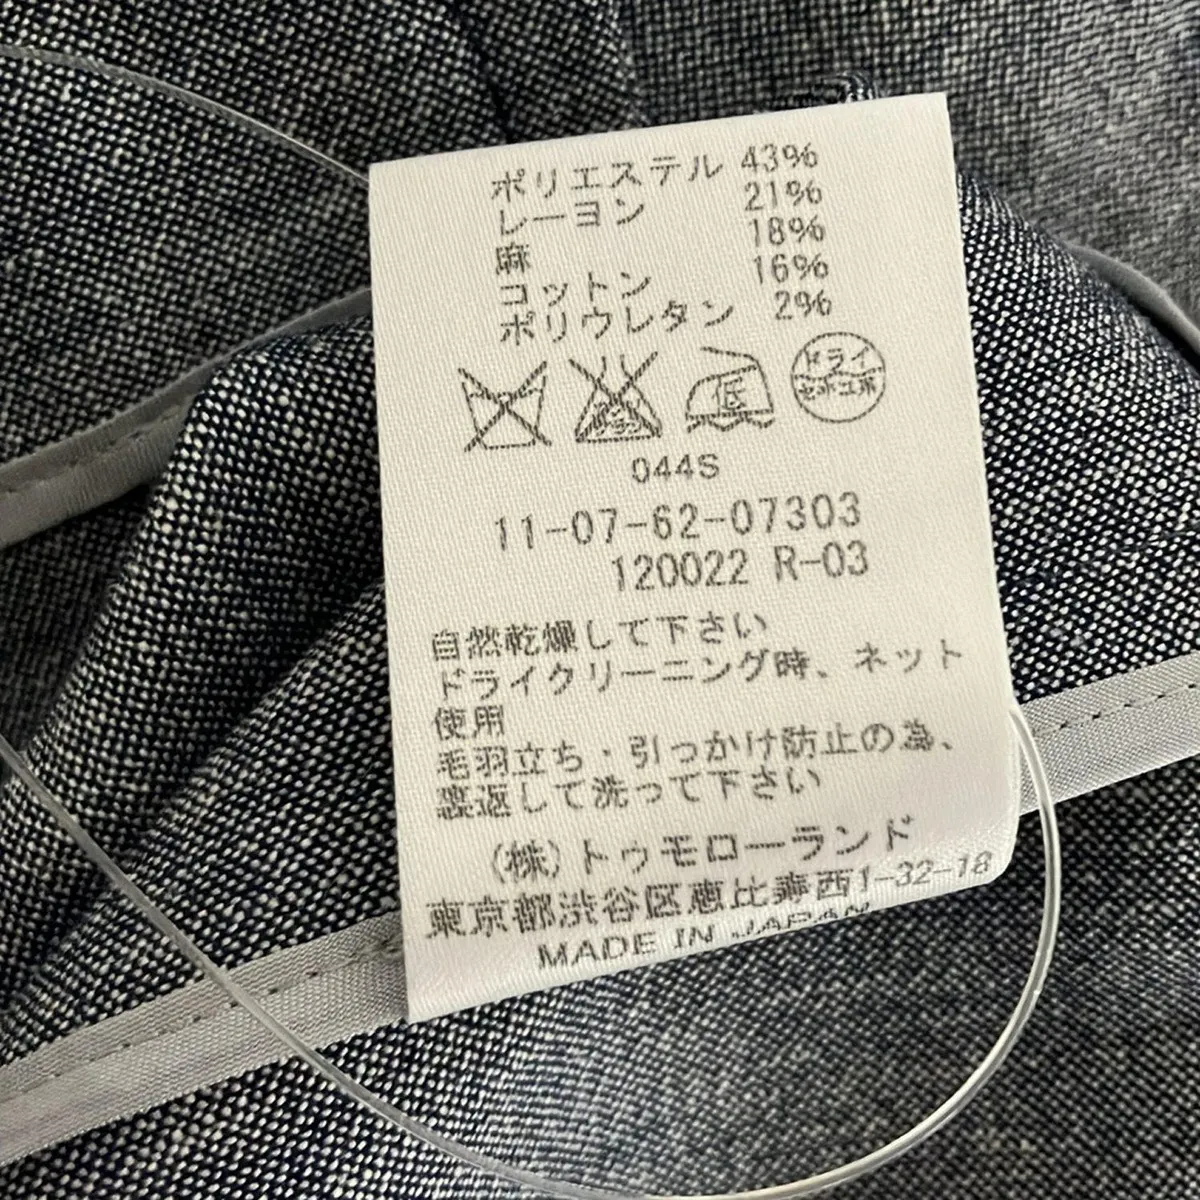 ポリエステル 43%
レーヨン 21%
麻 18%
コットン 16%
ポリウレタン 2%
低
ドライ
セキユ系
044S
11-07-62-07303
120022 R-03
自然乾燥して下さい
ドライクリーニング時、ネット
使用
毛羽立ち・引っかけ防止の為、
裏返して洗って下さい
(株)トゥモローランド
東京都渋谷区恵比寿西1-32-18
MADE IN JAPAN